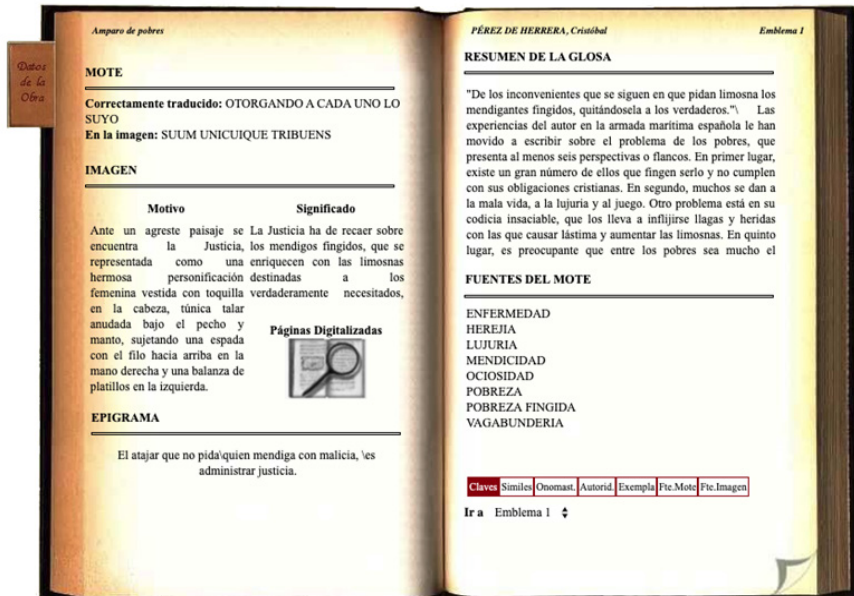 Datos
de la
Obra
Amparo de pobres
MOTE
Correctamente traducido: OTORGANDO A CADA UNO LO
SUYO
En la imagen: SUUM UNICUIQUE TRIBUENS
IMAGEN
Motivo
Ante un agreste paisaje se
encuentra la Justicia,
representada como una
hermosa personificación
femenina vestida con toquilla
en la cabeza, túnica talar
anudada bajo el pecho y
manto, sujetando una espada
con el filo hacia arriba en la
mano derecha y una balanza de
platillos en la izquierda.
Significado
La Justicia ha de recaer sobre
los mendigos fingidos, que se
enriquecen con las limosnas
destinadas a los
verdaderamente necesitados,
Páginas Digitalizadas
EPIGRAMA
El atajar que no pida\quien mendiga con malicia, \es
administrar justicia.
PÉREZ DE HERRERA, Cristóbal
Emblema 1
RESUMEN DE LA GLOSA
"De los inconvenientes que se siguen en que pidan limosna los
mendigantes fingidos, quitándosela a los verdaderos."\ Las
experiencias del autor en la armada marítima española le han
movido a escribir sobre el problema de los pobres, que
presenta al menos seis perspectivas o flancos. En primer lugar,
existe un gran número de ellos que fingen serlo y no cumplen
con sus obligaciones cristianas. En segundo, muchos se dan a
la mala vida, a la lujuria y al juego. Otro problema está en su
codicia insaciable, que los lleva a inflijirse llagas y heridas
con las que causar lástima y aumentar las limosnas. En quinto
lugar, es preocupante que entre los pobres sea mucho el
FUENTES DEL MOTE
ENFERMEDAD
HEREJIA
LUJURIA
MENDICIDAD
OCIOSIDAD
POBREZA
POBREZA FINGIDA
VAGABUNDERIA
Claves Símiles Onomast. Autorid. Exempla Fte.Mote Fte.Imagen
Ir a Emblema 1